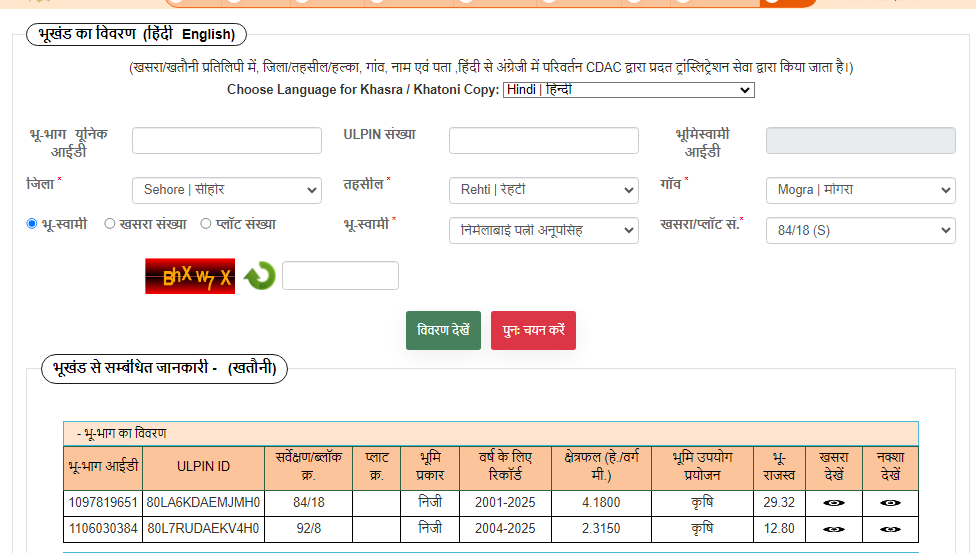 भूखंड का विवरण (हिंदी English)
(खसरा/खतौनी प्रतिलिपी में, जिला/तहसील/हल्का, गांव, नाम एवं पता ,हिंदी से अंग्रेजी में परिवर्तन CDAC द्वारा प्रदत ट्रांस्लिट्रेशन सेवा द्वारा किया जाता है।)
Choose Language for Khasra / Khatoni Copy: Hindi | हिन्दी
भू-भाग यूनिक आईडी ULPIN संख्या भूमिस्वामी आईडी
जिला * Sehore | सीहोर तहसील * Rehti | रेहटी गाँव * Mogra | मोगरा
भू-स्वामी खसरा संख्या प्लॉट संख्या भू-स्वामी * निर्मलाबाई पत्नी अनूपसिंह खसरा/प्लॉट सं.* 84/18 (S)
BhXw7X
विवरण देखें पुनः चयन करें
भूखंड से सम्बंधित जानकारी - (खतौनी)
- भू-भाग का विवरण
भू-भाग आईडी ULPIN ID सर्वेक्षण/ब्लॉक क्र. प्लाट क्र. भूमि प्रकार वर्ष के लिए रिकॉर्ड क्षेत्रफल (हे./वर्ग मी.) भूमि उपयोग प्रयोजन भू-राजस्व खसरा देखें नक्शा देखें
1097819651 80LA6KDAEMJMH0 84/18 निजी 2001-2025 4.1800 कृषि 29.32
1106030384 80L7RUDAEKV4H0 92/8 निजी 2004-2025 2.3150 कृषि 12.80